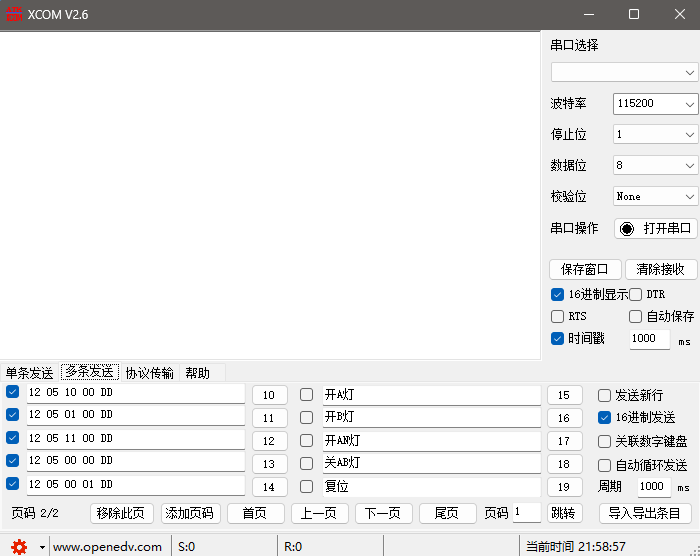 XCOM V2.6
串口选择
波特率 115200
停止位 1
数据位 8
校验位 None
串口操作 打开串口
保存窗口 清除接收
16进制显示 DTR
RTS 自动保存
时间戳 1000 ms
单条发送 多条发送 协议传输 帮助
12 05 10 00 DD 10 开A灯 15 发送新行
12 05 01 00 DD 11 开B灯 16 16进制发送
12 05 11 00 DD 12 开AN灯 17 关联数字键盘
12 05 00 00 DD 13 关AB灯 18 自动循环发送
12 05 00 01 DD 14 复位 19 周期 1000 ms
页码 2/2 移除此页 添加页码 首页 上一页 下一页 尾页 页码 1 跳转 导入导出条目
www.openedv.com S:0 R:0 当前时间 21:58:57